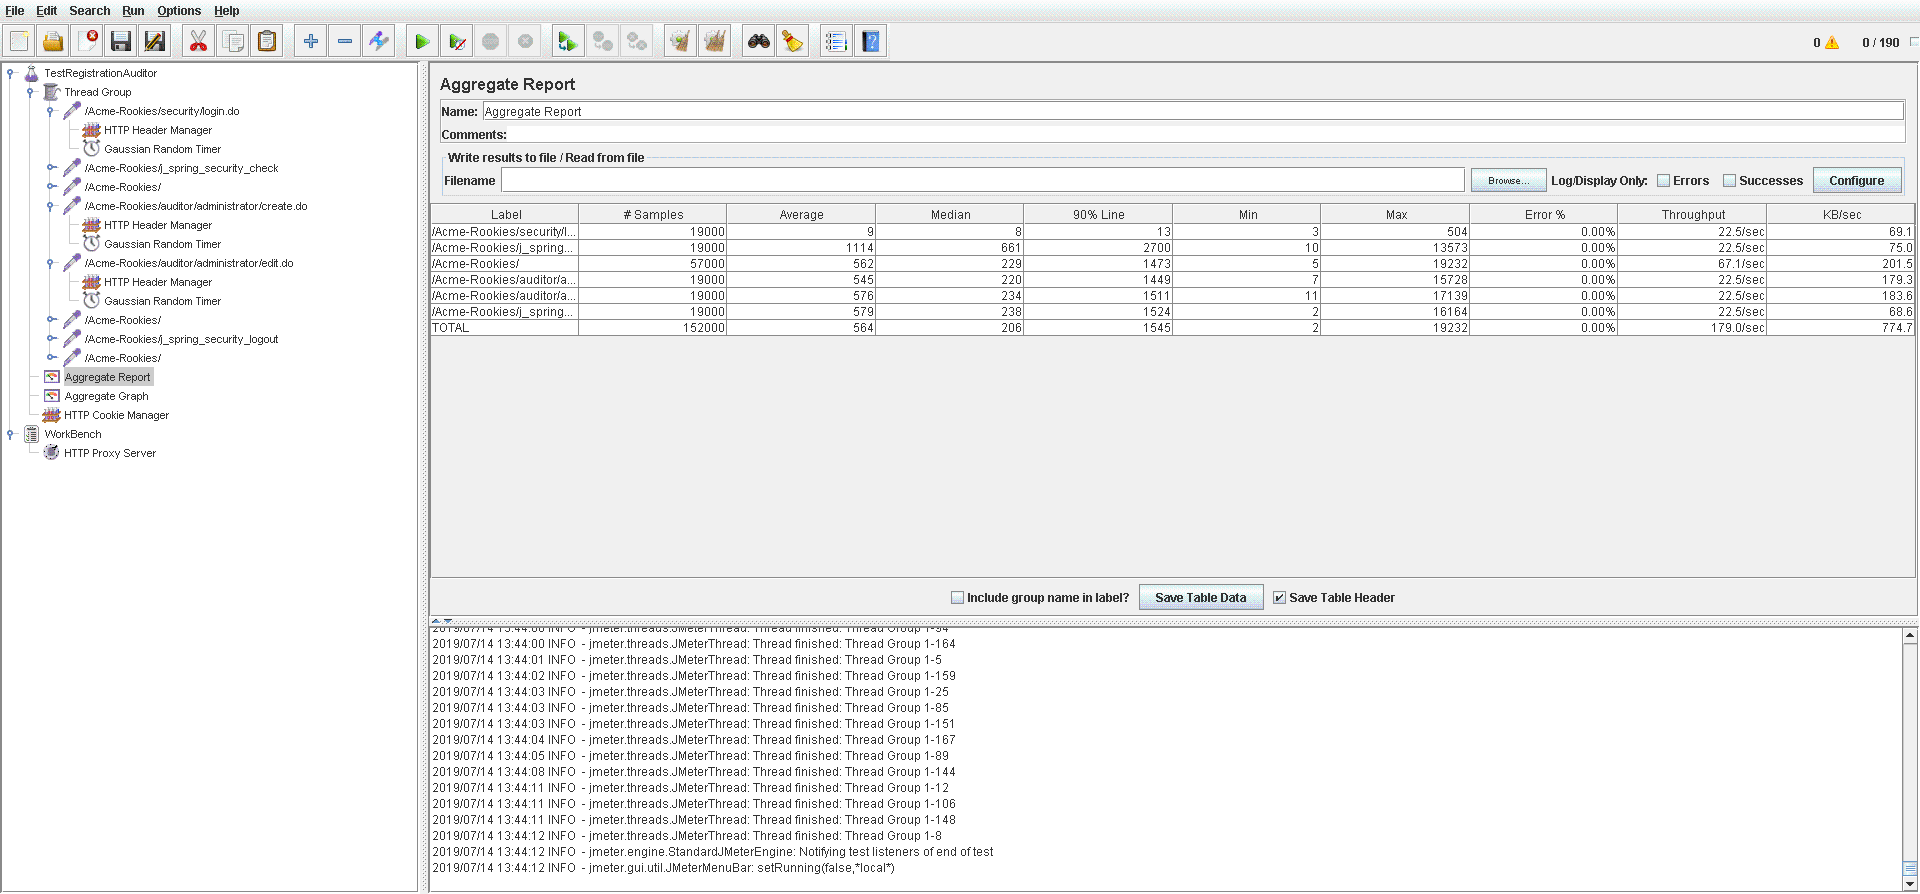 File Edit Search Run Options Help
0 0 / 190
TestRegistrationAuditor
Thread Group
/Acme-Rookies/security/login.do
HTTP Header Manager
Gaussian Random Timer
/Acme-Rookies/j_spring_security_check
/Acme-Rookies/
/Acme-Rookies/auditor/administrator/create.do
HTTP Header Manager
Gaussian Random Timer
/Acme-Rookies/auditor/administrator/edit.do
HTTP Header Manager
Gaussian Random Timer
/Acme-Rookies/
/Acme-Rookies/j_spring_security_logout
/Acme-Rookies/
Aggregate Report
Aggregate Graph
HTTP Cookie Manager
WorkBench
HTTP Proxy Server
Aggregate Report
Name: Aggregate Report
Comments:
Write results to file / Read from file
Filename Browse... Log/Display Only: Errors Successes Configure
Label # Samples Average Median 90% Line Min Max Error % Throughput KB/sec
/Acme-Rookies/security/l... 19000 9 8 13 3 504 0.00% 22.5/sec 69.1
/Acme-Rookies/j_spring... 19000 1114 661 2700 10 13573 0.00% 22.5/sec 75.0
/Acme-Rookies/ 57000 562 229 1473 5 19232 0.00% 67.1/sec 201.5
/Acme-Rookies/auditor/a... 19000 545 220 1449 7 15728 0.00% 22.5/sec 179.3
/Acme-Rookies/auditor/a... 19000 576 234 1511 11 17139 0.00% 22.5/sec 183.6
/Acme-Rookies/j_spring... 19000 579 238 1524 2 16164 0.00% 22.5/sec 68.6
TOTAL 152000 564 206 1545 2 19232 0.00% 179.0/sec 774.7
Include group name in label? Save Table Data Save Table Header
2019/07/14 13:44:00 INFO - jmeter.threads.JMeterThread: Thread finished: Thread Group 1-94
2019/07/14 13:44:00 INFO - jmeter.threads.JMeterThread: Thread finished: Thread Group 1-164
2019/07/14 13:44:01 INFO - jmeter.threads.JMeterThread: Thread finished: Thread Group 1-5
2019/07/14 13:44:02 INFO - jmeter.threads.JMeterThread: Thread finished: Thread Group 1-159
2019/07/14 13:44:03 INFO - jmeter.threads.JMeterThread: Thread finished: Thread Group 1-25
2019/07/14 13:44:03 INFO - jmeter.threads.JMeterThread: Thread finished: Thread Group 1-85
2019/07/14 13:44:03 INFO - jmeter.threads.JMeterThread: Thread finished: Thread Group 1-151
2019/07/14 13:44:04 INFO - jmeter.threads.JMeterThread: Thread finished: Thread Group 1-167
2019/07/14 13:44:05 INFO - jmeter.threads.JMeterThread: Thread finished: Thread Group 1-89
2019/07/14 13:44:08 INFO - jmeter.threads.JMeterThread: Thread finished: Thread Group 1-144
2019/07/14 13:44:11 INFO - jmeter.threads.JMeterThread: Thread finished: Thread Group 1-12
2019/07/14 13:44:11 INFO - jmeter.threads.JMeterThread: Thread finished: Thread Group 1-106
2019/07/14 13:44:11 INFO - jmeter.threads.JMeterThread: Thread finished: Thread Group 1-148
2019/07/14 13:44:12 INFO - jmeter.threads.JMeterThread: Thread finished: Thread Group 1-8
2019/07/14 13:44:12 INFO - jmeter.engine.StandardJMeterEngine: Notifying test listeners of end of test
2019/07/14 13:44:12 INFO - jmeter.gui.util.JMeterMenuBar: setRunning(false,*local*)